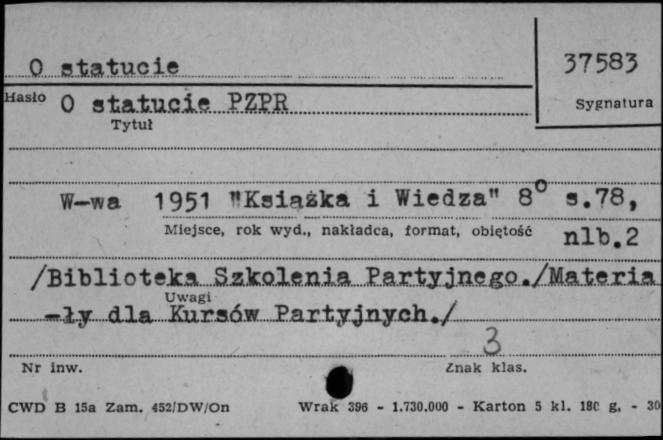 O statucie
37583
Hasło
Sygnatura
O statucie PZPR
Tytuł
W-wa 1951 "Książka i Wiedza" 8⁰ s.78,
Miejsce, rok wyd., nakładca, format, objętość
nlb.2
/Biblioteka Szkolenia Partyjnego./Materia
Uwagi
-ły dla Kursów Partyjnych./
3
Nr inw.
Znak klas.
CWD B 15a Zam. 452/DW/On Wrak 396 - 1.730.000 - Karton 5 kl. 180 g. - 30